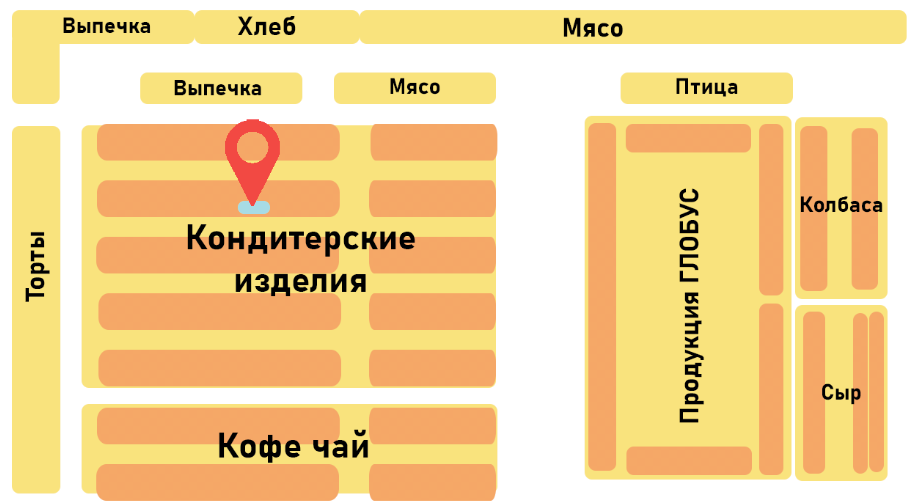 Выпечка
Хлеб
Мясо
Выпечка
Мясо
Птица
Торты
Кондитерские
изделия
Продукция ГЛОБУС
Колбаса
Сыр
Кофе чай